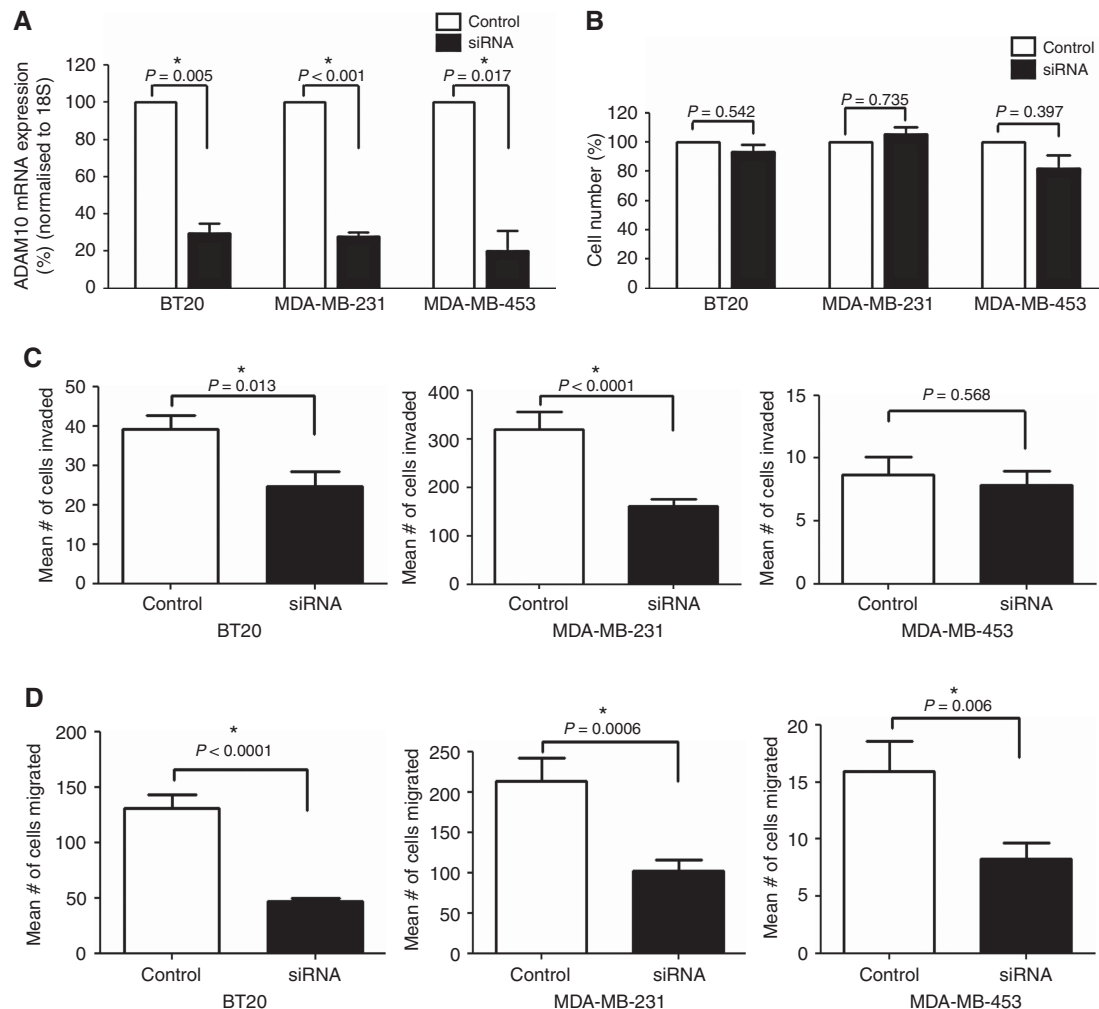 A
Control
siRNA
ADAM10 mRNA expression
(%) (normalised to 18S)
120
100
80
60
40
20
0
*
P = 0.005
*
P < 0.001
*
P = 0.017
BT20
MDA-MB-231
MDA-MB-453
B
Control
siRNA
Cell number (%)
120
100
80
60
40
20
0
P = 0.542
P = 0.735
P = 0.397
BT20
MDA-MB-231
MDA-MB-453
C
Mean # of cells invaded
50
40
30
20
10
0
*
P = 0.013
Control
siRNA
BT20
Mean # of cells invaded
400
300
200
100
0
*
P < 0.0001
Control
siRNA
MDA-MB-231
Mean # of cells invaded
15
10
5
0
P = 0.568
Control
siRNA
MDA-MB-453
D
Mean # of cells migrated
200
150
100
50
0
*
P < 0.0001
Control
siRNA
BT20
Mean # of cells migrated
250
200
150
100
50
0
*
P = 0.0006
Control
siRNA
MDA-MB-231
Mean # of cells migrated
20
15
10
5
0
*
P = 0.006
Control
siRNA
MDA-MB-453